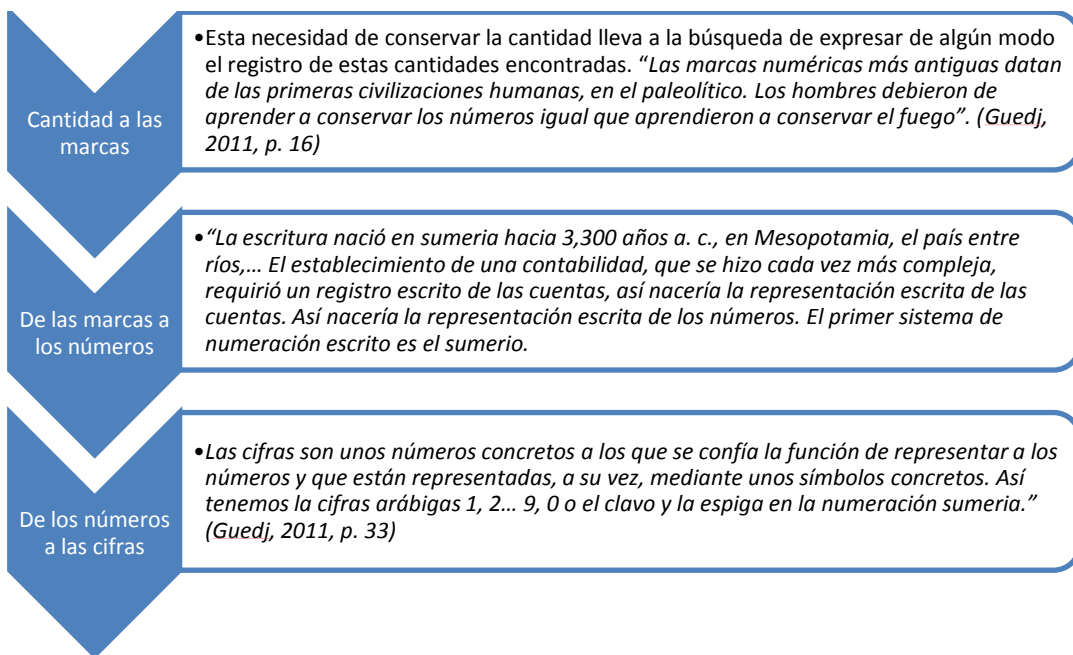 Cantidad a las
marcas
•Esta necesidad de conservar la cantidad lleva a la búsqueda de expresar de algún modo
el registro de estas cantidades encontradas. “Las marcas numéricas más antiguas datan
de las primeras civilizaciones humanas, en el paleolítico. Los hombres debieron de
aprender a conservar los números igual que aprendieron a conservar el fuego”. (Guedj,
2011, p. 16)
De las marcas a
los números
•“La escritura nació en sumeria hacia 3,300 años a. c., en Mesopotamia, el país entre
ríos,... El establecimiento de una contabilidad, que se hizo cada vez más compleja,
requirió un registro escrito de las cuentas, así nacería la representación escrita de las
cuentas. Así nacería la representación escrita de los números. El primer sistema de
numeración escrito es el sumerio.
De los números
a las cifras
•Las cifras son unos números concretos a los que se confía la función de representar a los
números y que están representadas, a su vez, mediante unos símbolos concretos. Así
tenemos la cifras arábigas 1, 2... 9, 0 o el clavo y la espiga en la numeración sumeria.”
(Guedj, 2011, p. 33)